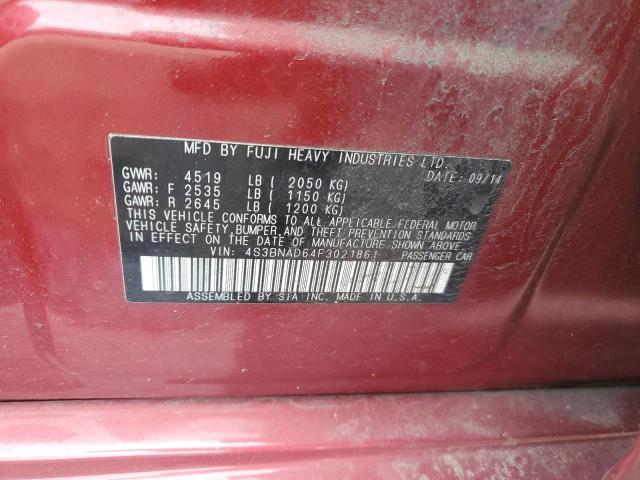 MFD BY FUJI HEAVY INDUSTRIES LTD.
DATE: 09/14
GVWR: 4519 LB ( 2050 KG)
GAWR: F 2535 LB ( 1150 KG)
GAWR: R 2645 LB ( 1200 KG)
THIS VEHICLE CONFORMS TO ALL APPLICABLE FEDERAL MOTOR
VEHICLE SAFETY, BUMPER, AND THEFT PREVENTION STANDARDS
IN EFFECT ON THE DATE OF MANUFACTURE SHOWN ABOVE.
VIN: 4S3BNAD64F3021861 PASSENGER CAR
ASSEMBLED BY SIA INC. MADE IN U.S.A.